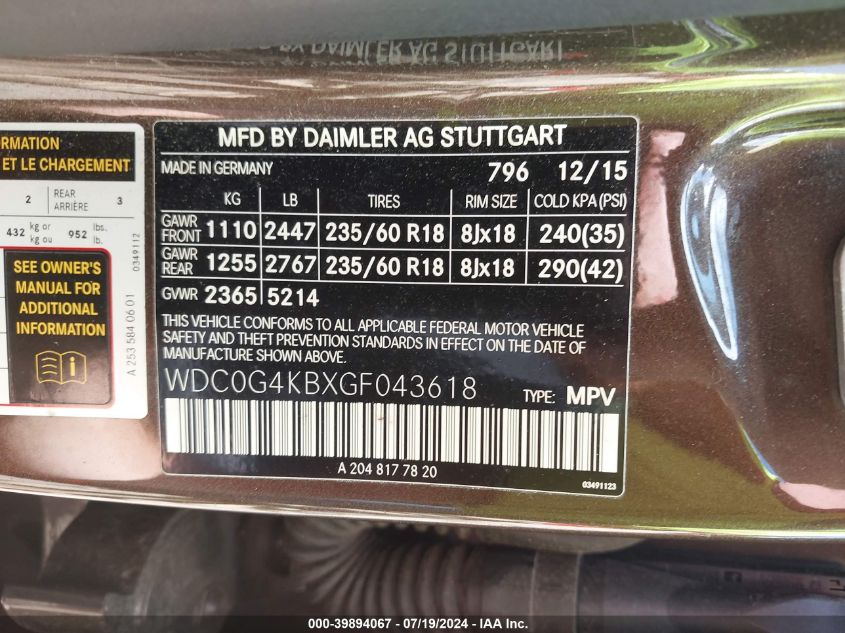 BY DAIMLER AG STUTTGART
ORMATION
ET LE CHARGEMENT
2 REAR ARRIÈRE 3
432 kg or kg ou 952 lbs. lb.
SEE OWNER'S
MANUAL FOR
ADDITIONAL
INFORMATION
0349112
A 253 584 06 01
MFD BY DAIMLER AG STUTTGART
MADE IN GERMANY 796 12/15
KG LB TIRES RIM SIZE COLD KPA (PSI)
GAWR FRONT 1110 2447 235/60 R18 8Jx18 240(35)
GAWR REAR 1255 2767 235/60 R18 8Jx18 290(42)
GVWR 2365 5214
THIS VEHICLE CONFORMS TO ALL APPLICABLE FEDERAL MOTOR VEHICLE
SAFETY AND THEFT PREVENTION STANDARDS IN EFFECT ON THE DATE
OF MANUFACTURE SHOWN ABOVE.
WDC0G4KBXGF043618 TYPE: MPV
A 204 817 78 20
03491123
000-39894067 / 07/19/2024 / IAA, Inc.